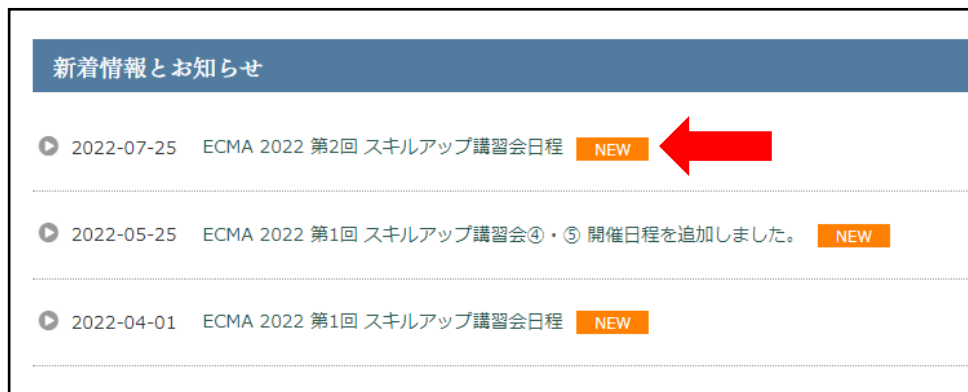 新着情報とお知らせ
2022-07-25 ECMA 2022 第2回 スキルアップ講習会日程 NEW
2022-05-25 ECMA 2022 第1回 スキルアップ講習会④・⑤ 開催日程を追加しました。 NEW
2022-04-01 ECMA 2022 第1回 スキルアップ講習会日程 NEW